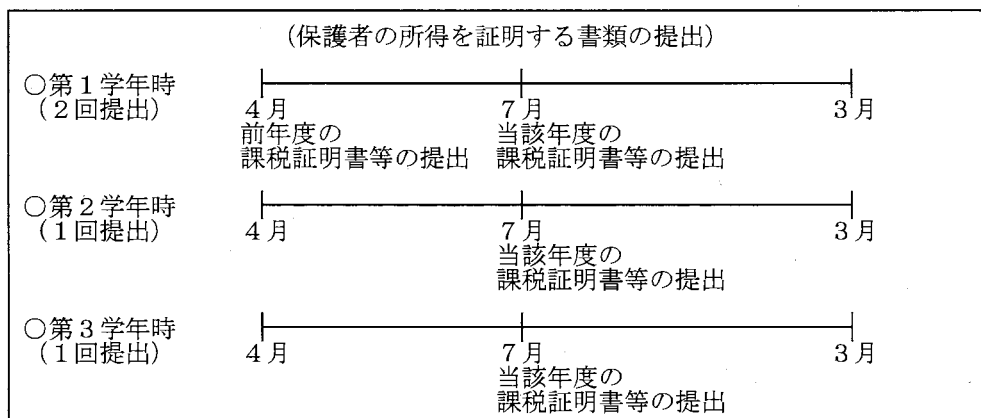 (保護者の所得を証明する書類の提出)
○第1学年時
(2回提出)
4月
7月
3月
前年度の
課税証明書等の提出
当該年度の
課税証明書等の提出
○第2学年時
(1回提出)
4月
7月
3月
当該年度の
課税証明書等の提出
○第3学年時
(1回提出)
4月
7月
3月
当該年度の
課税証明書等の提出